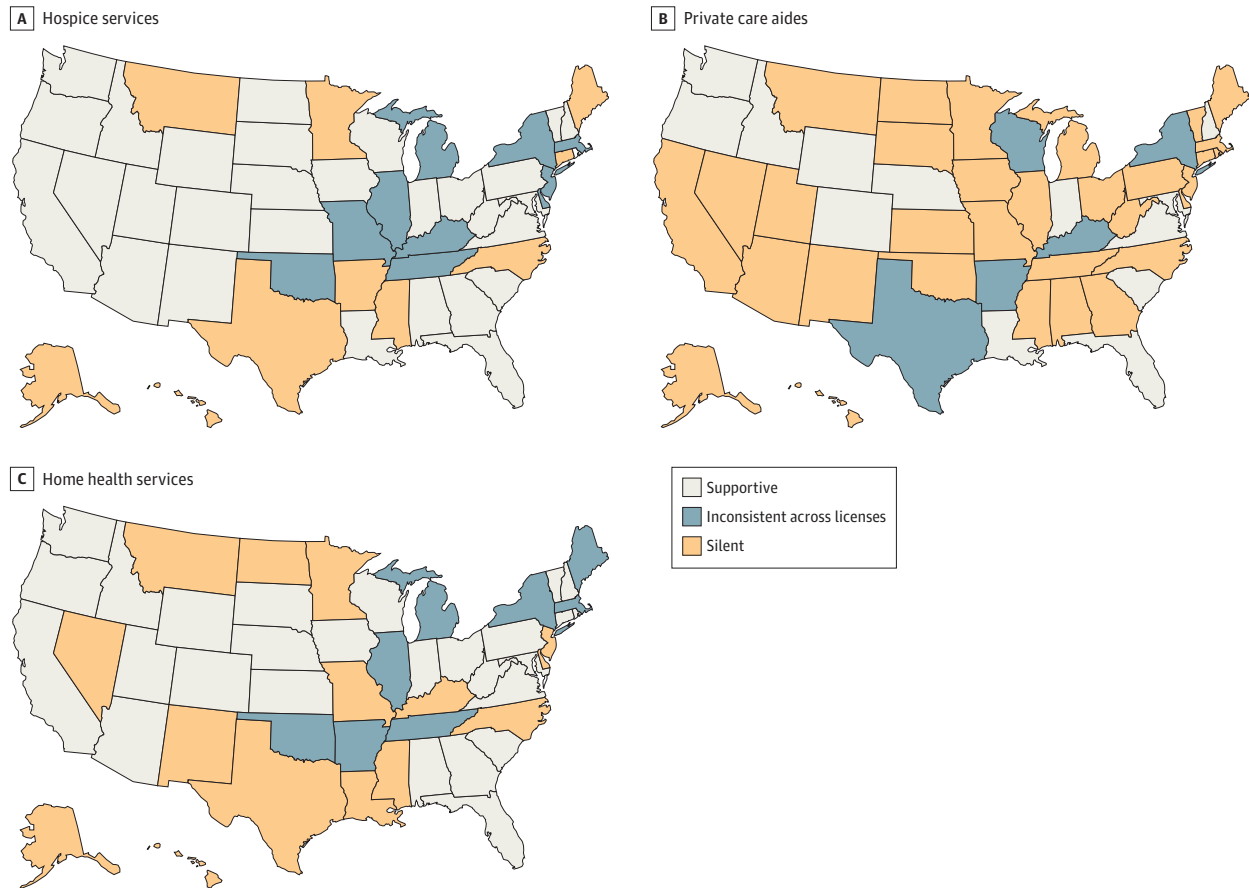 A Hospice services
B Private care aides
C Home health services
Supportive
Inconsistent across licenses
Silent